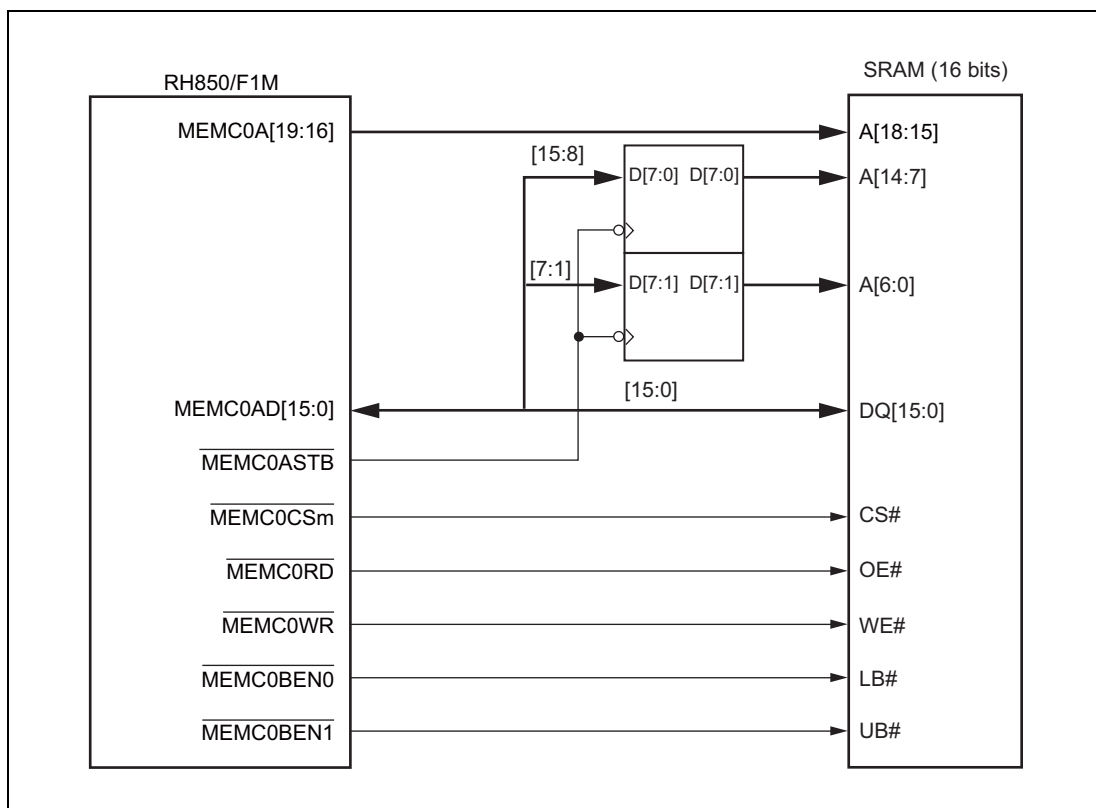 RH850/F1M
SRAM (16 bits)
MEMC0A[19:16]
A[18:15]
[15:8]
D[7:0] D[7:0]
A[14:7]
[7:1]
D[7:1] D[7:1]
A[6:0]
MEMC0AD[15:0]
[15:0]
DQ[15:0]
MEMC0ASTB
MEMC0CSm
CS#
MEMC0RD
OE#
MEMC0WR
WE#
MEMC0BEN0
LB#
MEMC0BEN1
UB#